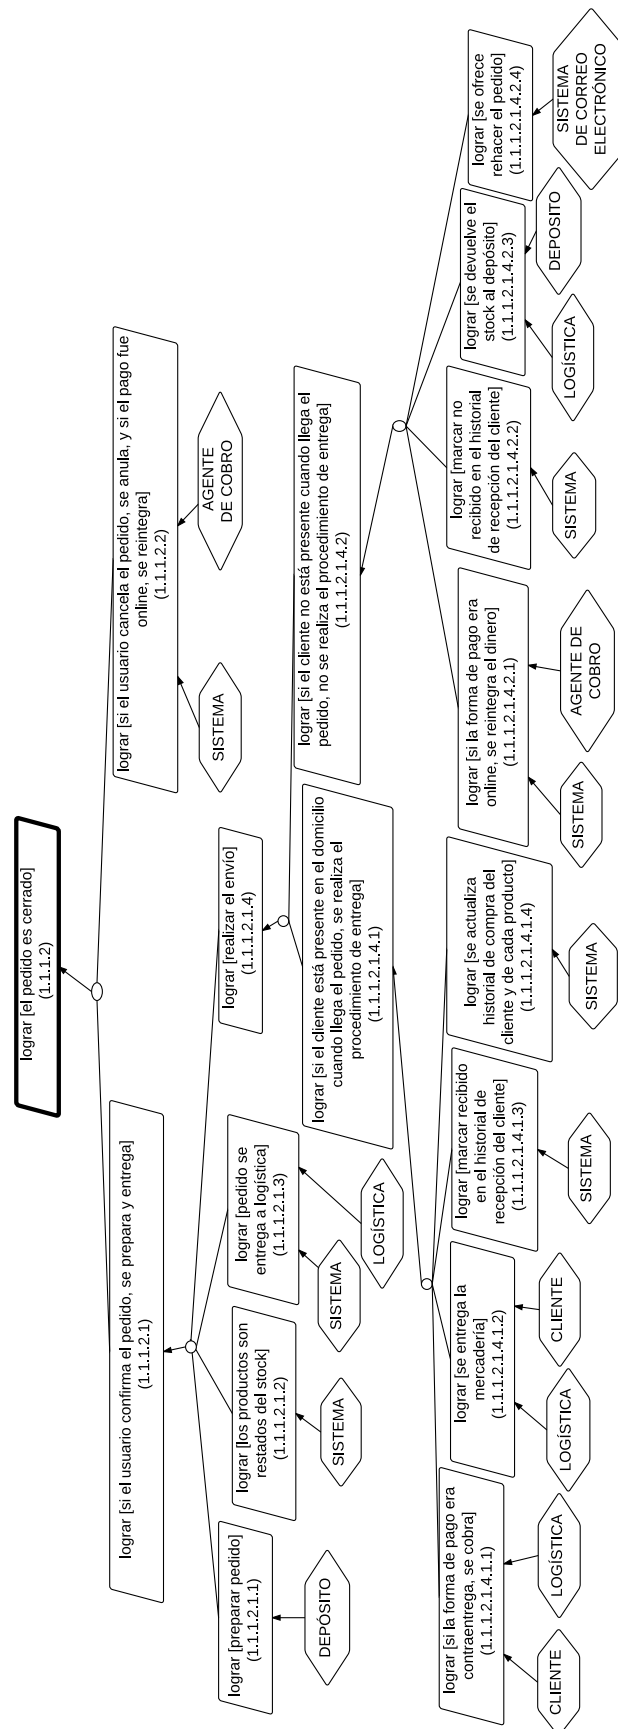 lograr [el pedido es cerrado]
(1.1.1.2)
lograr [si el usuario confirma el pedido, se prepara y entrega]
(1.1.1.2.1)
lograr [si el usuario cancela el pedido, se anula, y si el pago fue
online, se reintegra]
(1.1.1.2.2)
SISTEMA
AGENTE
DE COBRO
lograr [preparar pedido]
(1.1.1.2.1.1)
DEPÓSITO
lograr [los productos son
restados del stock]
(1.1.1.2.1.2)
SISTEMA
lograr [pedido se
entrega a logística]
(1.1.1.2.1.3)
SISTEMA
LOGÍSTICA
lograr [realizar el envío]
(1.1.1.2.1.4)
lograr [si el cliente está presente en el domicilio
cuando llega el pedido, se realiza el
procedimiento de entrega]
(1.1.1.2.1.4.1)
lograr [si el cliente no está presente cuando llega el
pedido, no se realiza el procedimiento de entrega]
(1.1.1.2.1.4.2)
lograr [si la forma de pago era
contraentrega, se cobra]
(1.1.1.2.1.4.1.1)
CLIENTE
LOGÍSTICA
lograr [se entrega la
mercadería]
(1.1.1.2.1.4.1.2)
LOGÍSTICA
CLIENTE
lograr [marcar recibido
en el historial de
recepción del cliente]
(1.1.1.2.1.4.1.3)
SISTEMA
lograr [se actualiza
historial de compra del
cliente y de cada producto]
(1.1.1.2.1.4.1.4)
SISTEMA
lograr [si la forma de pago era
online, se reintegra el dinero]
(1.1.1.2.1.4.2.1)
SISTEMA
AGENTE DE
COBRO
lograr [marcar no
recibido en el historial
de recepción del cliente]
(1.1.1.2.1.4.2.2)
SISTEMA
lograr [se devuelve el
stock al depósito]
(1.1.1.2.1.4.2.3)
LOGÍSTICA
DEPOSITO
lograr [se ofrece
rehacer el pedido]
(1.1.1.2.1.4.2.4)
SISTEMA
DE CORREO
ELECTRÓNICO